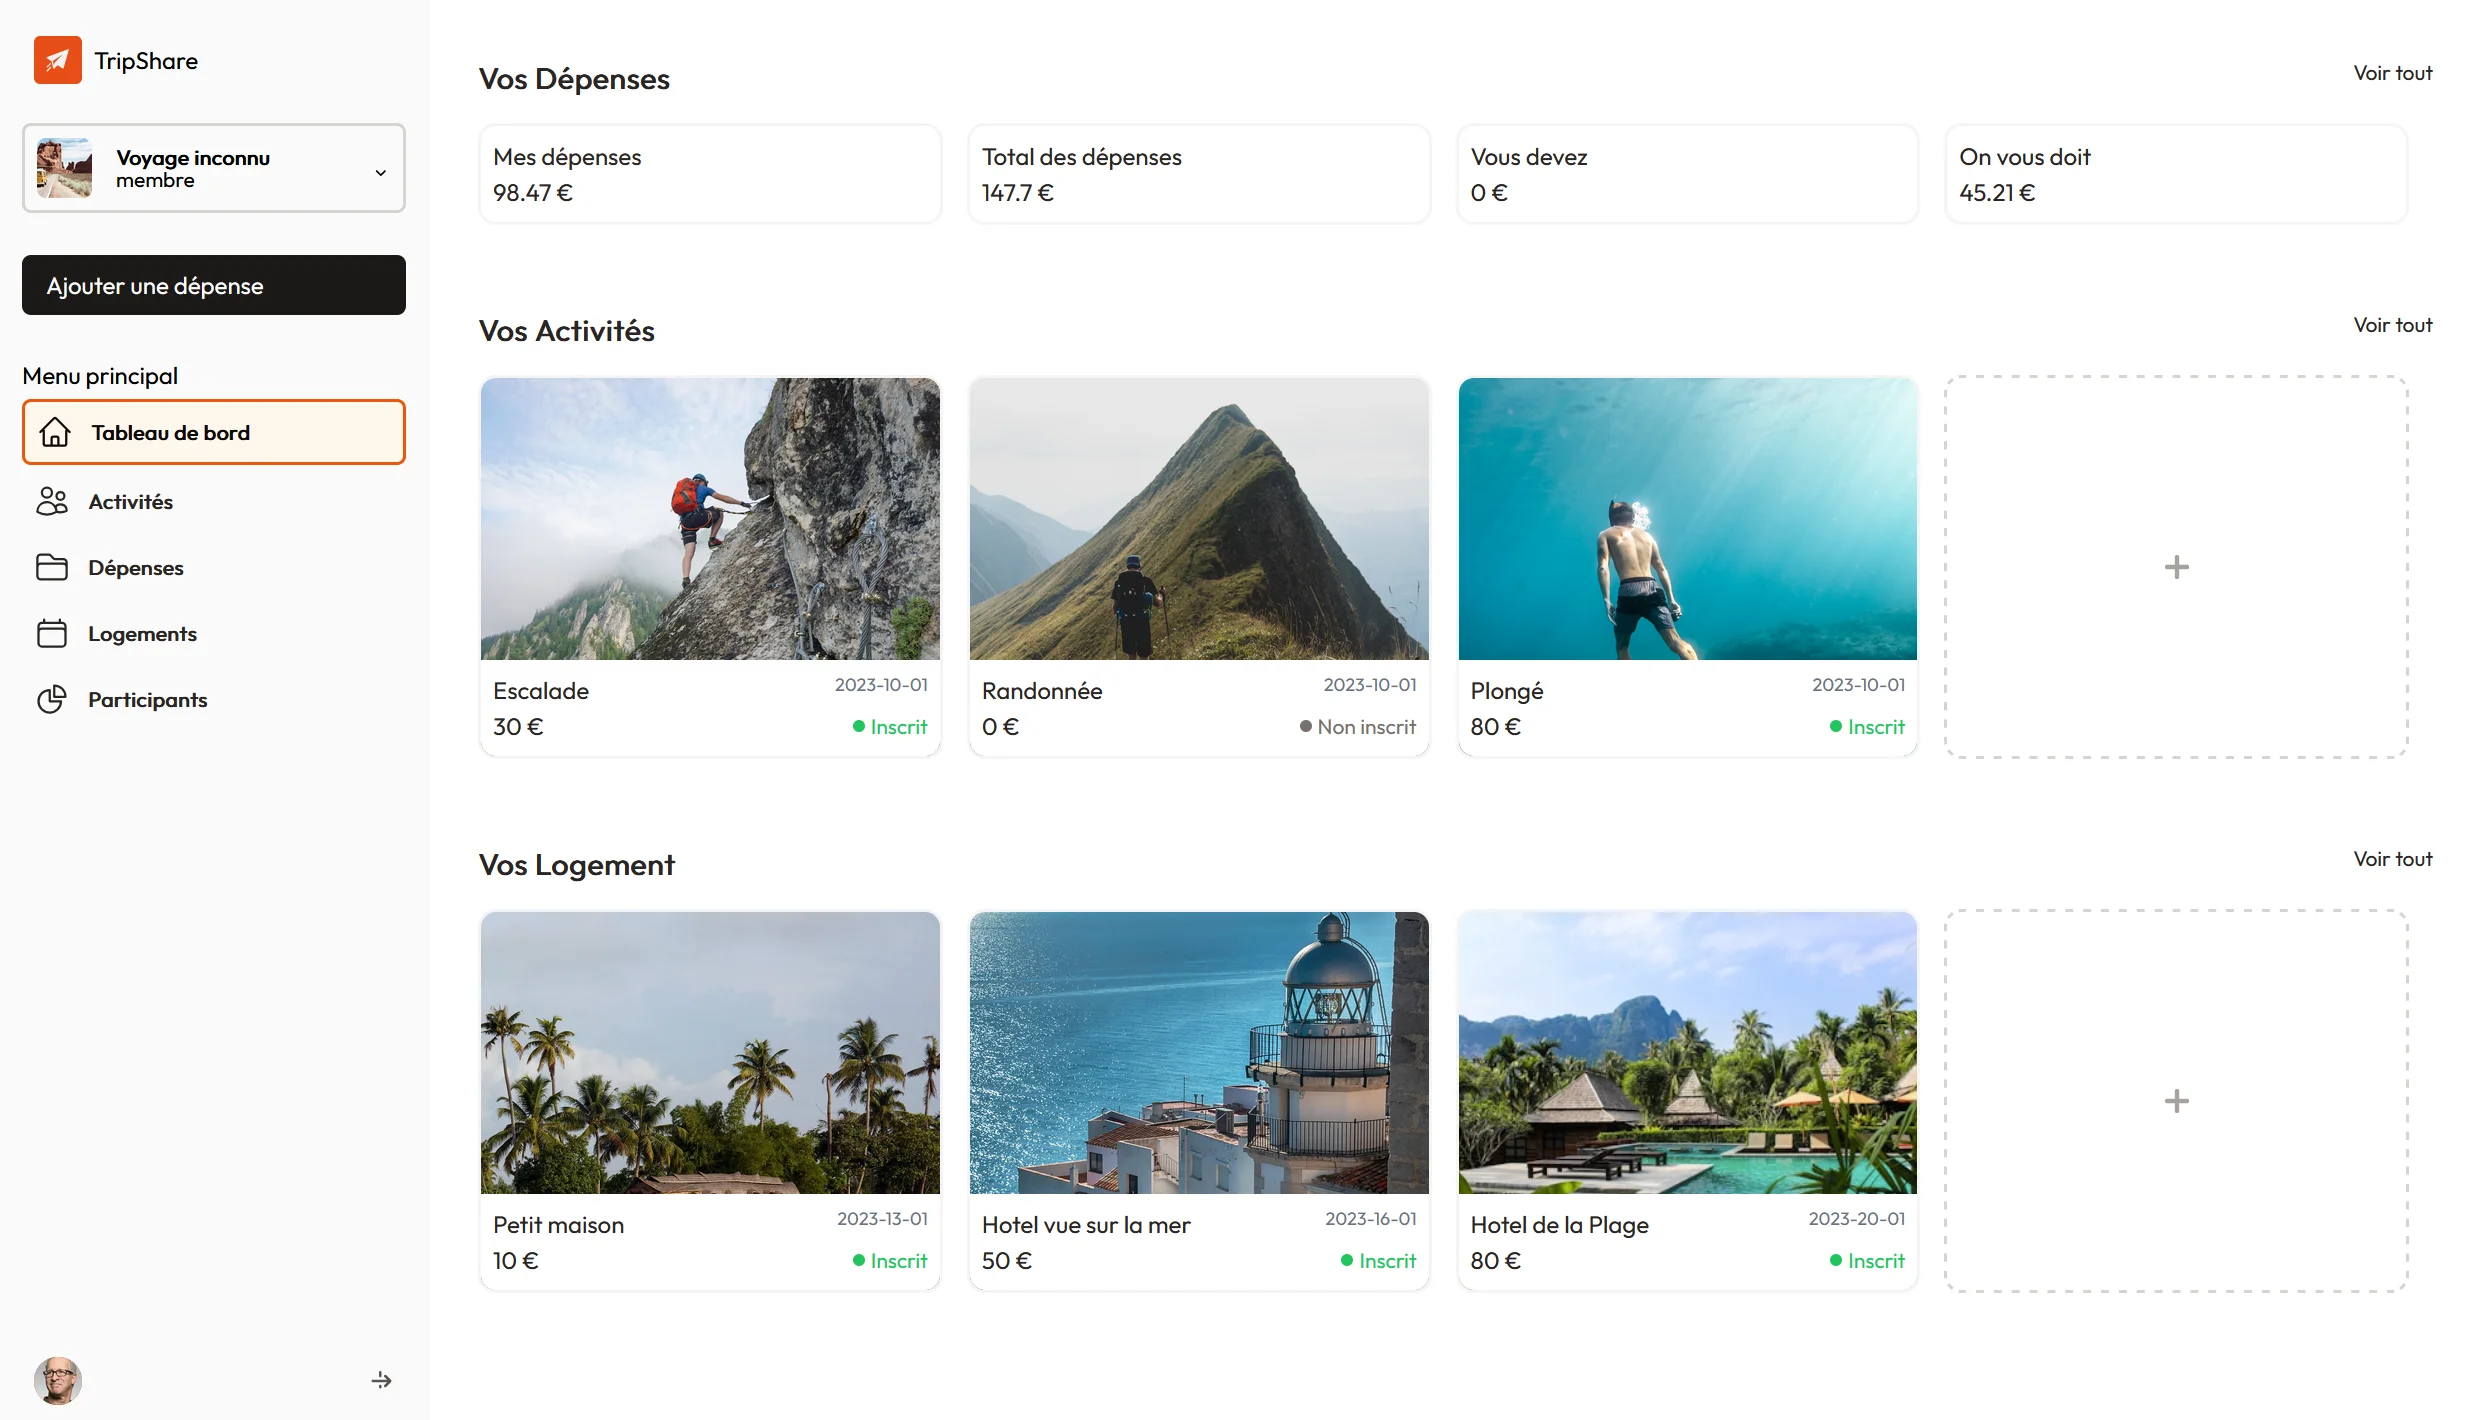 TripShare
Voyage inconnu
membre
Ajouter une dépense
Menu principal
Tableau de bord
Activités
Dépenses
Logements
Participants
Vos Dépenses
Voir tout
Mes dépenses
98.47 €
Total des dépenses
147.7 €
Vous devez
0 €
On vous doit
45.21 €
Vos Activités
Voir tout
Escalade
2023-10-01
30 €
Inscrit
Randonnée
2023-10-01
0 €
Non inscrit
Plongé
2023-10-01
80 €
Inscrit
Vos Logement
Voir tout
Petit maison
2023-13-01
10 €
Inscrit
Hotel vue sur la mer
2023-16-01
50 €
Inscrit
Hotel de la Plage
2023-20-01
80 €
Inscrit